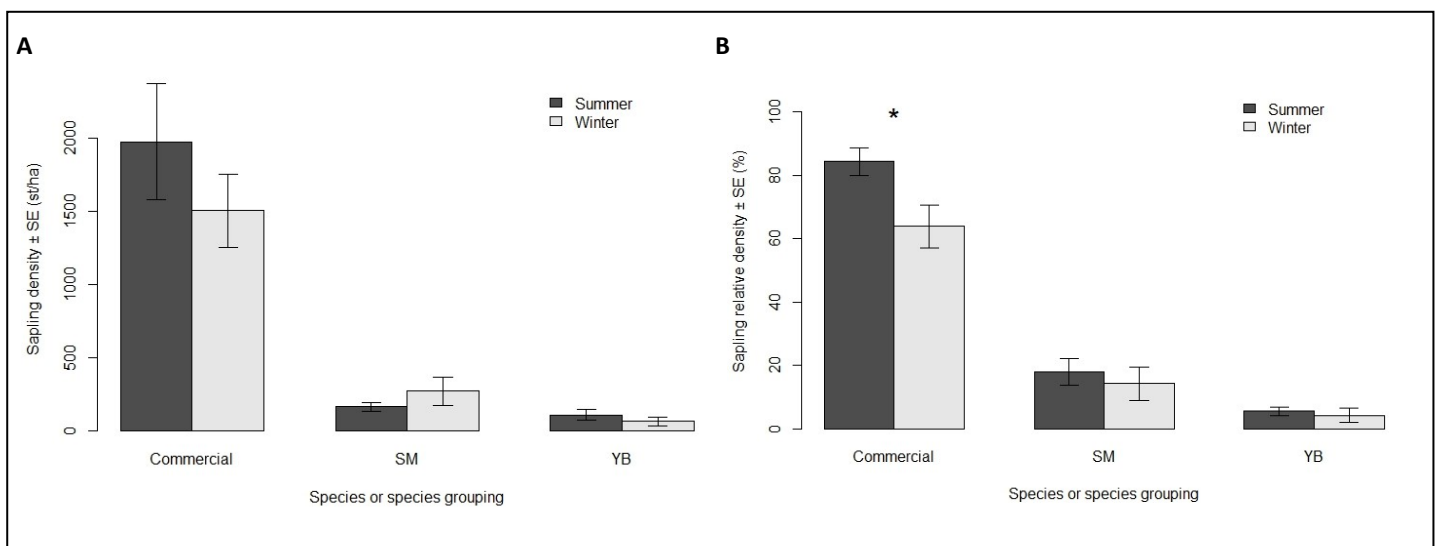 A
Sapling density ± SE (st/ha)
2000
1500
1000
500
0
Summer
Winter
Commercial
SM
YB
Species or species grouping
B
Sapling relative density ± SE (%)
100
80
60
40
20
0
*
Summer
Winter
Commercial
SM
YB
Species or species grouping